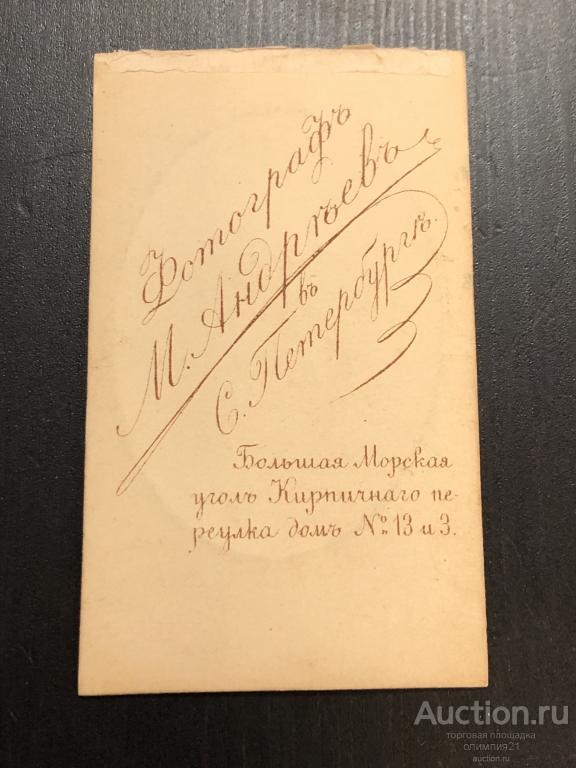 Фотографъ
М. Андреѣвъ
въ
С. Петербургѣ.
Большая Морская
уголъ Кирпичнаго пе-
реулка домъ № 13 и 3.
Auction.ru
торговая площадка
олимпия21
auction.ru